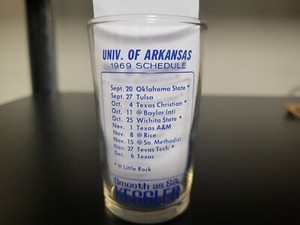 UNIV. OF ARKANSAS
1969 SCHEDULE
Sept. 20 Oklahoma State *
Sept. 27 Tulsa
Oct. 4 Texas Christian *
Oct. 11 @ Baylor
Oct. 25 Wichita State *
Nov. 1 Texas A&M
Nov. 8 @ Rice
Nov. 15 @ So. Methodist
Nov. 27 Texas Tech *
Dec. 6 Texas
* @ Little Rock
Smooth as Silk
KESSLER